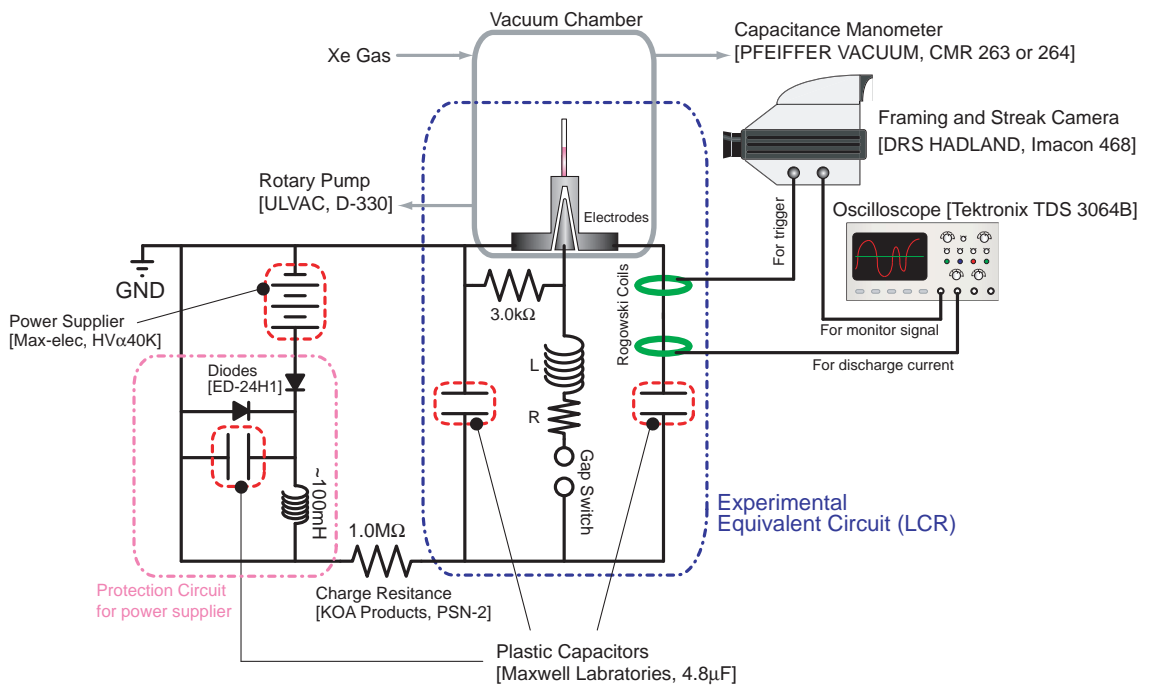 Vacuum Chamber
Xe Gas
Capacitance Manometer
[PFEIFFER VACUUM, CMR 263 or 264]
Framing and Streak Camera
[DRS HADLAND, Imacon 468]
Rotary Pump
[ULVAC, D-330]
Electrodes
For trigger
Oscilloscope [Tektronix TDS 3064B]
GND
3.0kΩ
Rogowski Coils
For monitor signal
For discharge current
Power Supplier
[Max-elec, HVα40K]
Diodes
[ED-24H1]
L
R
Gap Switch
~100mH
1.0MΩ
Experimental
Equivalent Circuit (LCR)
Protection Circuit
for power supplier
Charge Resitance
[KOA Products, PSN-2]
Plastic Capacitors
[Maxwell Labratories, 4.8μF]